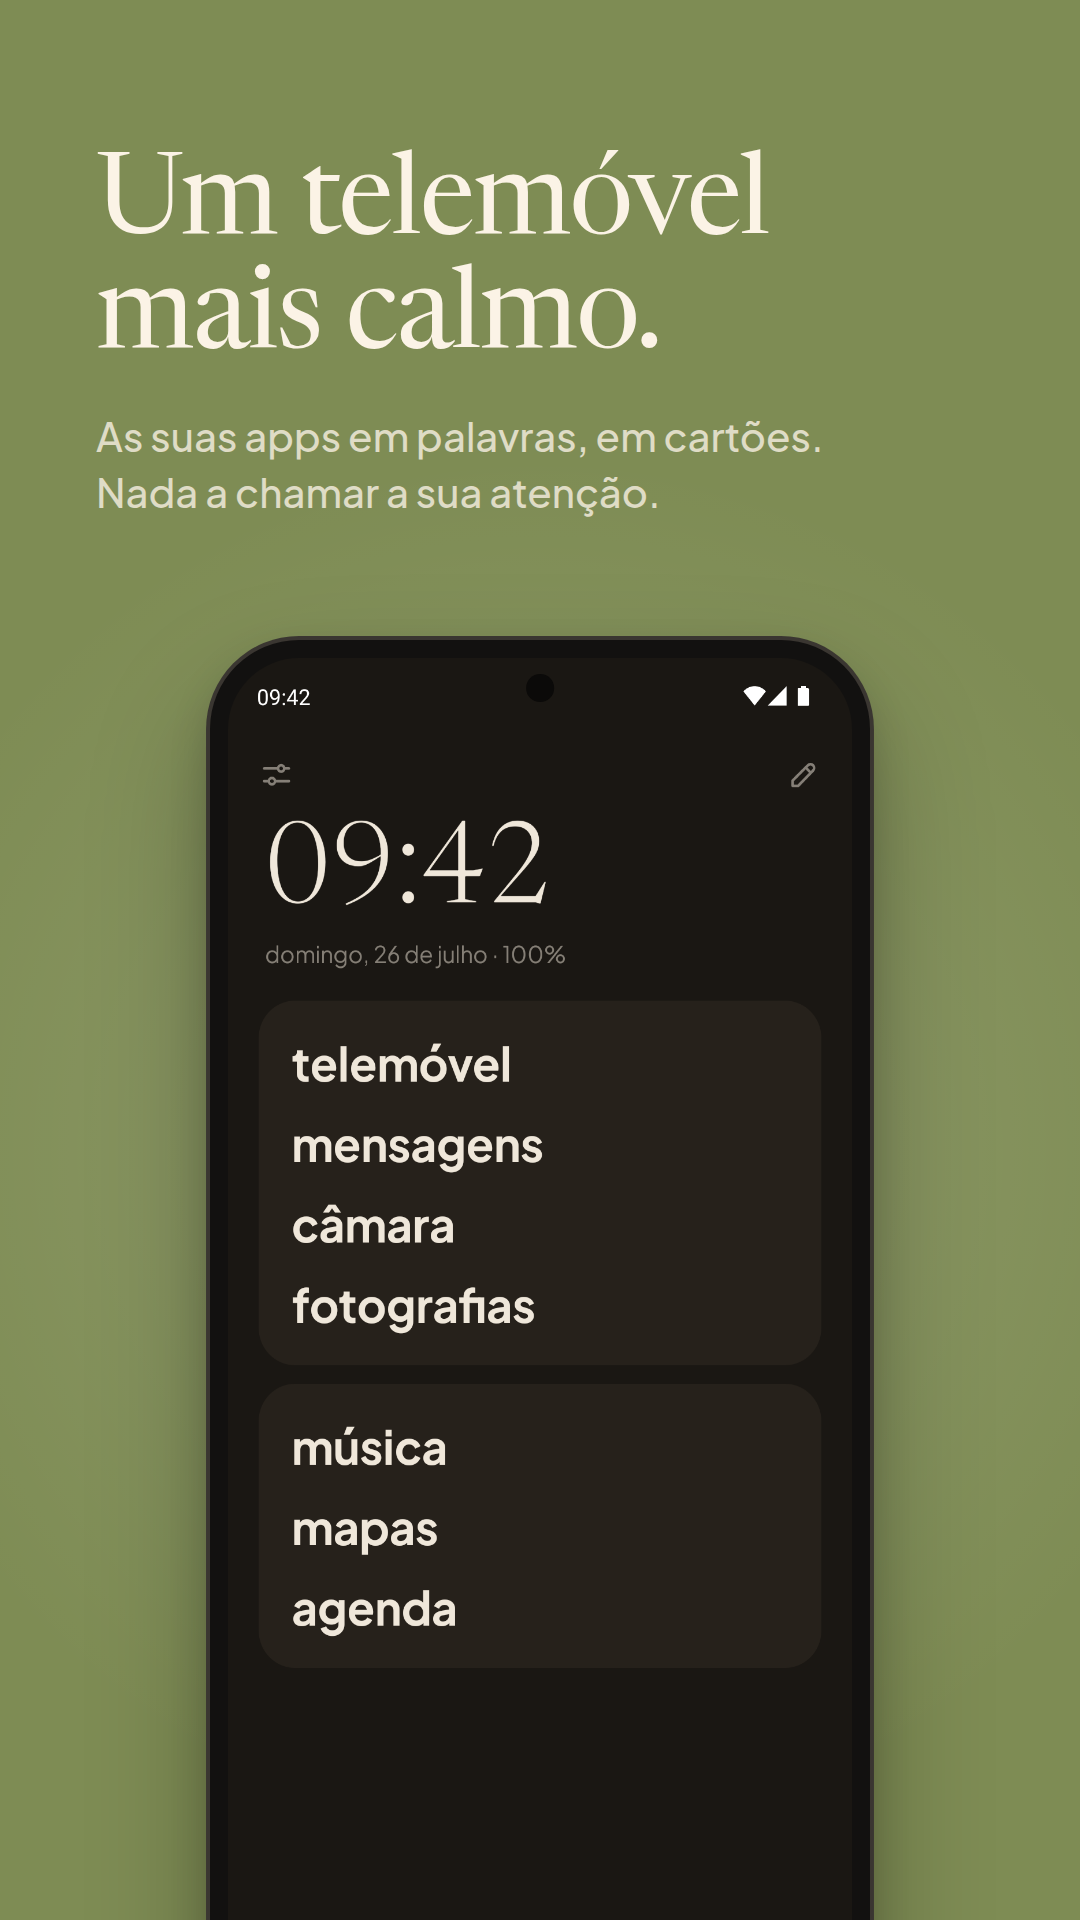 Um telemóvel
mais calmo.
As suas apps em palavras, em cartões.
Nada a chamar a sua atenção.
09:42
09:42
domingo, 26 de julho · 100%
telemóvel
mensagens
câmara
fotografias
música
mapas
agenda